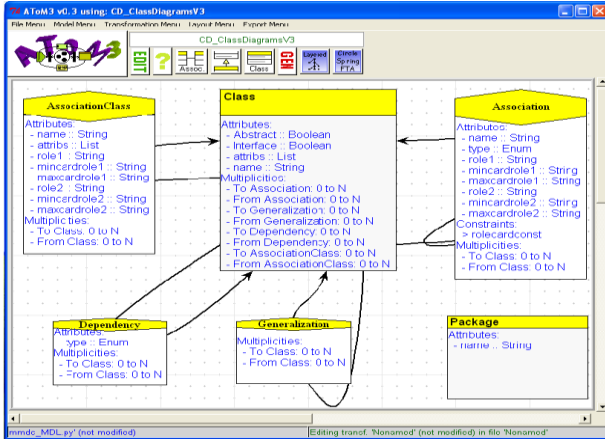 AToM3 v0.3 using: CD_ClassDiagramsV3
File Menu Model Menu Transformation Menu Layout Menu Export Menu
CD_ClassDiagramsV3
AToM3
EDIT
?
Assoc
Class
GEN
Layered
Circle
Spring
FTA
AssociationClass
Attributes:
- name :: String
- attribs :: List
- role1 :: String
- mincardrole1 :: String
- maxcardrole1 :: String
- role2 :: String
- mincardrole2 :: String
- maxcardrole2 :: String
Multiplicities:
- To Class: 0 to N
- From Class: 0 to N
Class
Attributes:
- Abstract :: Boolean
- Interface :: Boolean
- attribs :: List
- name :: String
Multiplicities:
- To Association: 0 to N
- From Association: 0 to N
- To Generalization: 0 to N
- From Generalization: 0 to N
- To Dependency: 0 to N
- From Dependency: 0 to N
- To AssociationClass: 0 to N
- From AssociationClass: 0 to N
Association
Attributes:
- name :: String
- type :: Enum
- role1 :: String
- mincardrole1 :: String
- maxcardrole1 :: String
- role2 :: String
- mincardrole2 :: String
- maxcardrole2 :: String
Constraints:
> rolecardconst
Multiplicities:
- To Class: 0 to N
- From Class: 0 to N
Dependency
Attributes:
- type :: Enum
Multiplicities:
- To Class: 0 to N
- From Class: 0 to N
Generalization
Multiplicities:
- To Class: 0 to N
- From Class: 0 to N
Package
Attributes:
- name :: String
mmdc_MDL.py' (not modified)
Editing transf. 'Nonamed' (not modified) in file 'Nonamed'